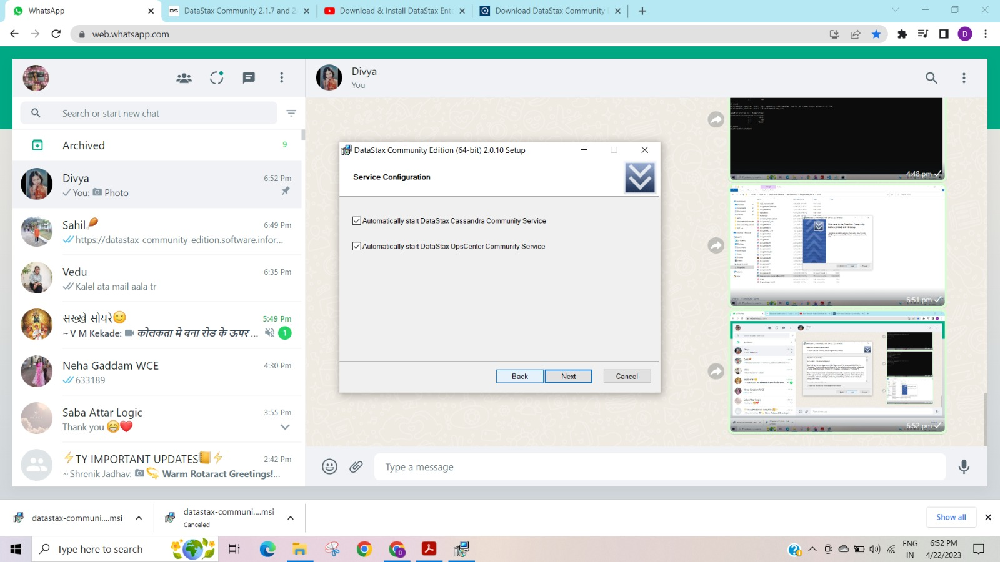 WhatsApp
DS DataStax Community 2.1.7 and 2
Download & Install DataStax Ente
Download DataStax Community
web.whatsapp.com
D
Divya
You
Search or start new chat
Archived 9
Divya 6:52 Pm
You: Photo
Sahil 6:49 Pm
https://datastax-community-edition.software.infor...
Vedu 6:35 Pm
Kalel ata mail aala tr
सख्खे सोयरे 5:49 Pm
~ V M Kekade: कोलकता मे बना रोड के ऊपर ... 1
Neha Gaddam WCE 4:30 Pm
633189
Saba Attar Logic 3:55 Pm
Thank you
TY IMPORTANT UPDATES 2:42 Pm
~ Shrenik Jadhav: Warm Rotaract Greetings!...
4:48 pm
6:51 pm
6:52 pm
DataStax Community Edition (64-bit) 2.0.10 Setup
Service Configuration
Automatically start DataStax Cassandra Community Service
Automatically start DataStax OpsCenter Community Service
Back Next Cancel
Type a message
datastax-communi....msi
datastax-communi....msi
Canceled
Show all
Type here to search
ENG
IN
6:52 PM
4/22/2023